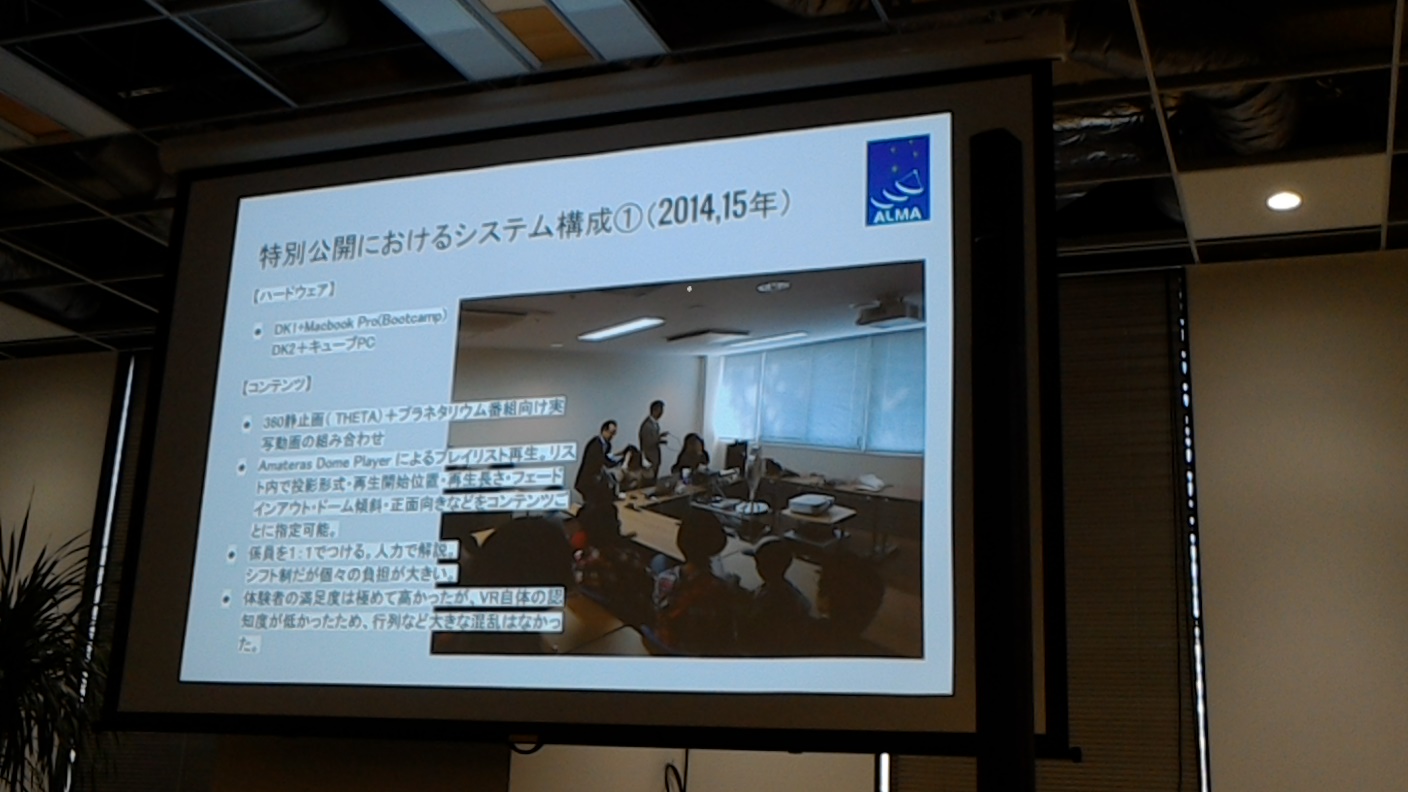 特別公開におけるシステム構成①(2014,15年)
ALMA
【ハードウェア】
● DK1+Macbook Pro(Bootcamp)
DK2+キューブPC
【コンテンツ】
● 360静止画(THETA)+プラネタリウム番組向け実
写動画の組み合わせ
● Amateras Dome Player によるプレイリスト再生。リス
ト内で投影形式・再生開始位置・再生長さ・フェード
インアウト・ドーム傾斜・正面向きなどをコンテンツご
とに指定可能。
● 係員を1:1でつける。人力で解説。
シフト制だが個々の負担が大きい。
● 体験者の満足度は極めて高かったが、VR自体の認
知度が低かったため、行列など大きな混乱はなかっ
た。